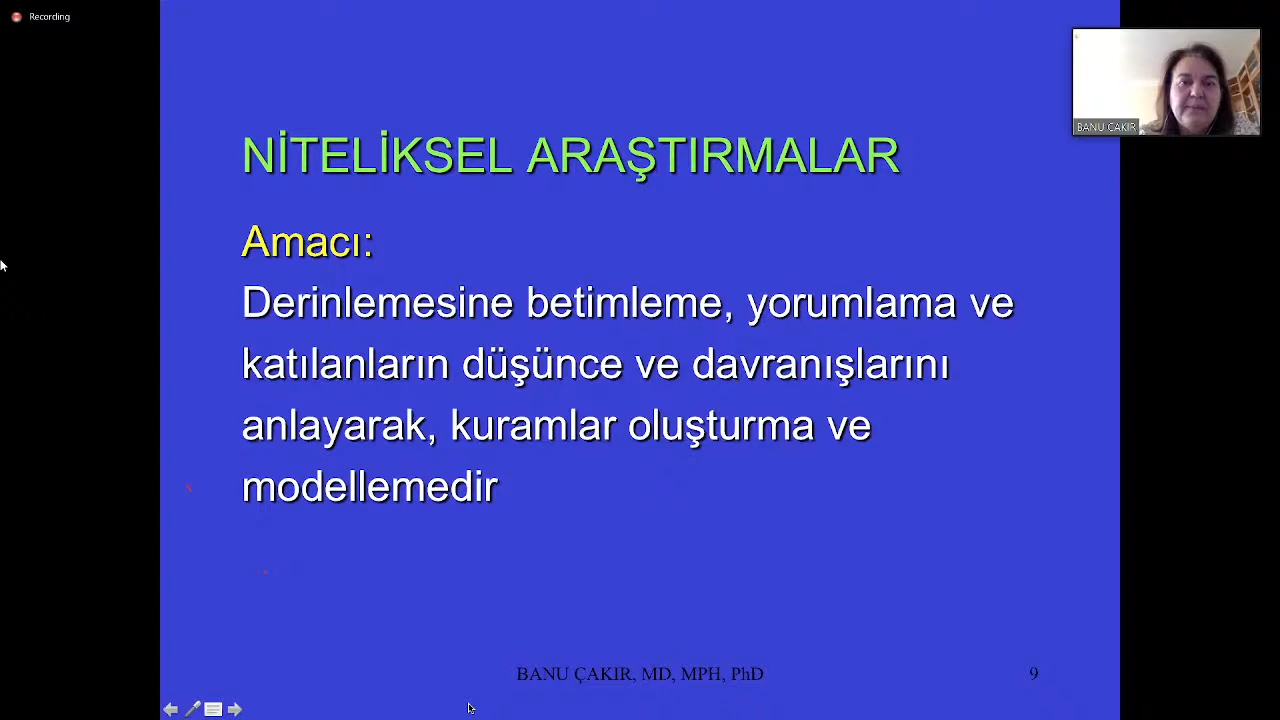 Recording
BANU ÇAKIR
NİTELİKSEL ARAŞTIRMALAR
Amacı:
Derinlemesine betimleme, yorumlama ve
katılanların düşünce ve davranışlarını
anlayarak, kuramlar oluşturma ve
modellemedir
BANU ÇAKIR, MD, MPH, PhD
9